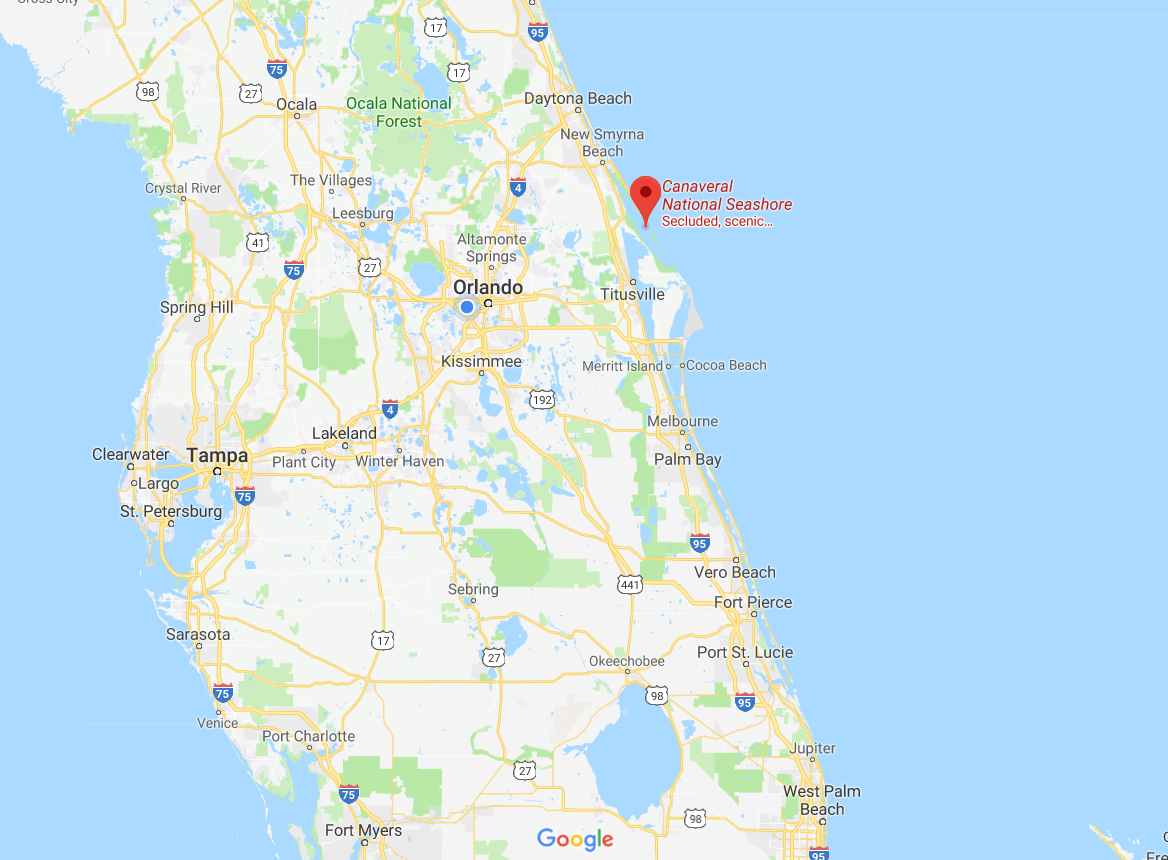 Cross City
17
95
75
17
98
27
Daytona Beach
Ocala
Ocala National
Forest
New Smyrna
Beach
The Villages
4
Crystal River
Canaveral
National Seashore
Secluded, scenic...
Leesburg
41
Altamonte
Springs
75
27
Orlando
Titusville
Spring Hill
Kissimmee
Merritt Island
Cocoa Beach
192
4
Melbourne
Lakeland
Clearwater
Tampa
Plant City
Winter Haven
Palm Bay
Largo
75
St. Petersburg
95
Vero Beach
441
Sebring
Fort Pierce
Sarasota
17
27
Port St. Lucie
Okeechobee
75
98
95
Venice
Port Charlotte
Jupiter
27
75
West Palm
Beach
98
Fort Myers
Google
95